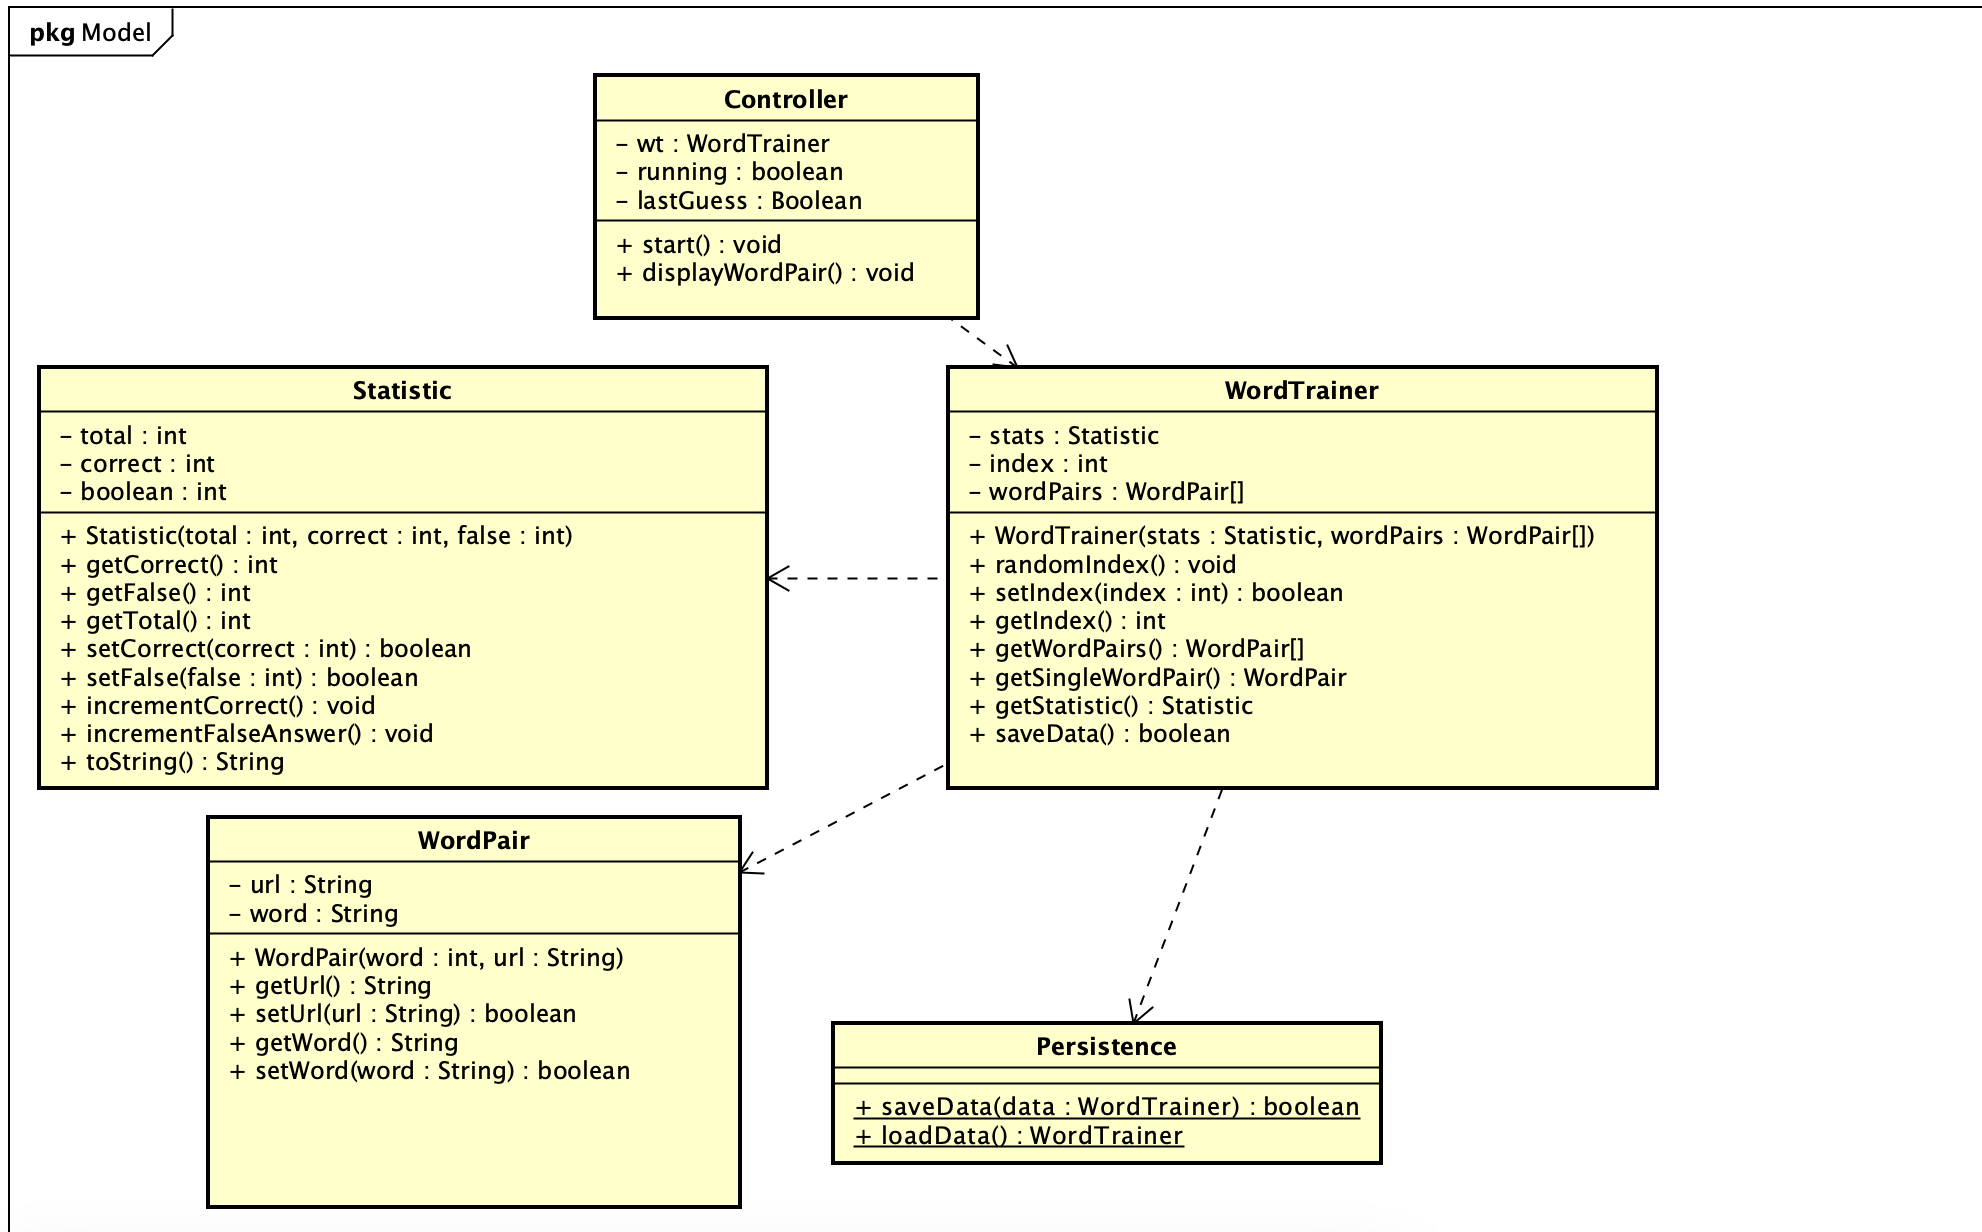 pkg Model
Controller
– wt : WordTrainer
– running : boolean
– lastGuess : Boolean
+ start() : void
+ displayWordPair() : void
Statistic
– total : int
– correct : int
– boolean : int
+ Statistic(total : int, correct : int, false : int)
+ getCorrect() : int
+ getFalse() : int
+ getTotal() : int
+ setCorrect(correct : int) : boolean
+ setFalse(false : int) : boolean
+ incrementCorrect() : void
+ incrementFalseAnswer() : void
+ toString() : String
WordTrainer
– stats : Statistic
– index : int
– wordPairs : WordPair[]
+ WordTrainer(stats : Statistic, wordPairs : WordPair[])
+ randomIndex() : void
+ setIndex(index : int) : boolean
+ getIndex() : int
+ getWordPairs() : WordPair[]
+ getSingleWordPair() : WordPair
+ getStatistic() : Statistic
+ saveData() : boolean
WordPair
– url : String
– word : String
+ WordPair(word : int, url : String)
+ getUrl() : String
+ setUrl(url : String) : boolean
+ getWord() : String
+ setWord(word : String) : boolean
Persistence
+ saveData(data : WordTrainer) : boolean
+ loadData() : WordTrainer